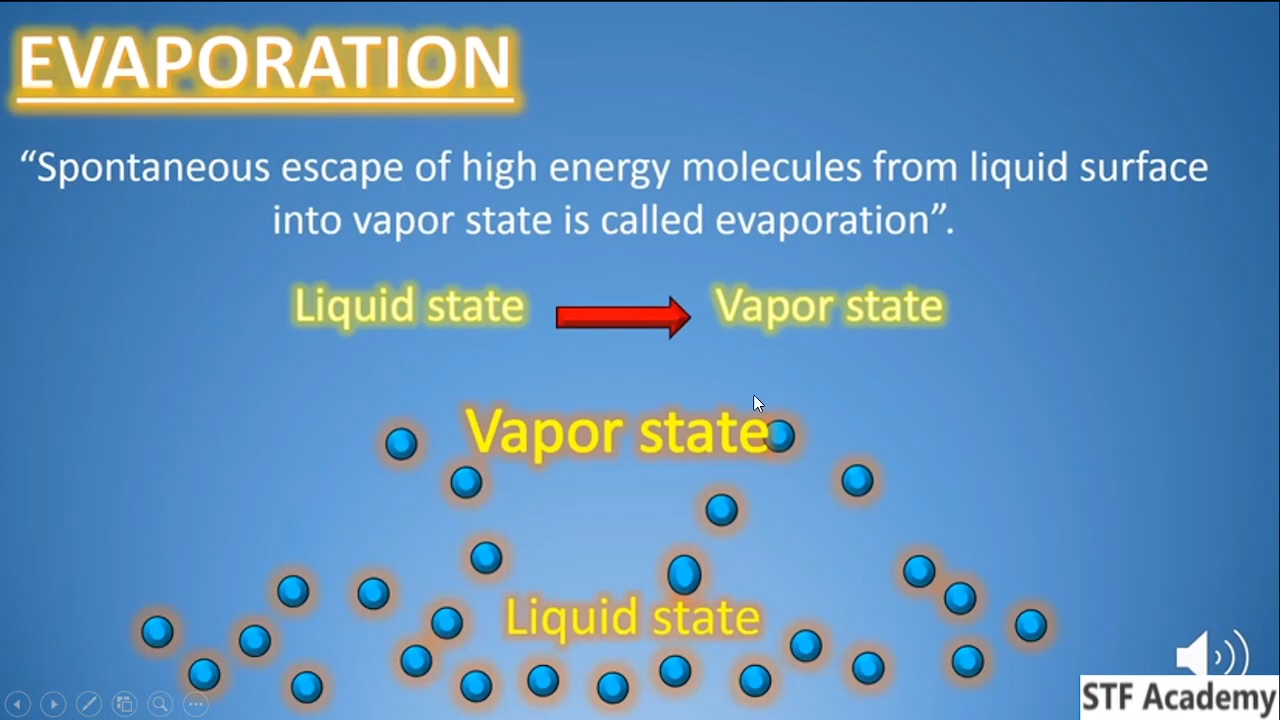 EVAPORATION
“Spontaneous escape of high energy molecules from liquid surface
into vapor state is called evaporation”.
Liquid state Vapor state
Vapor state
Liquid state
STF Academy